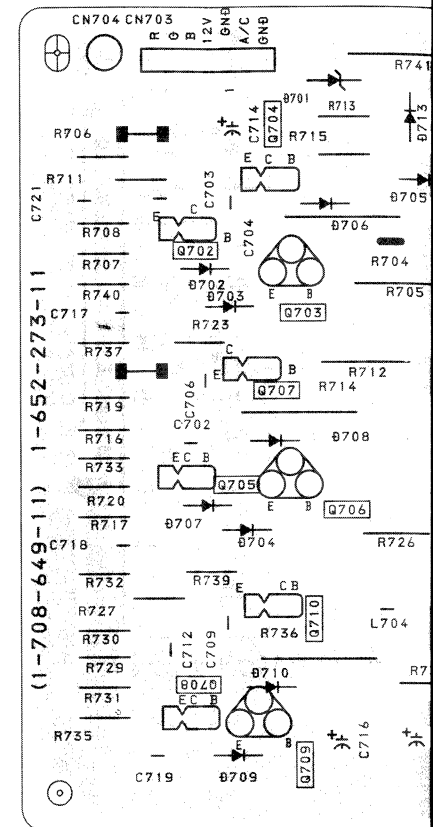 CN704 CN703
R
G
B
12V
GND
A/C
GND
R741
D701
R713
D713
R706
C714
Q704
R715
E C B
R711
C703
D705
C721
E
C
B
R708
C704
D706
Q702
R704
R707
D702
R740
D703
E B
R705
Q703
C717
R723
R737
C
E
B
R712
C706
Q707
R714
R719
C702
R716
D708
E C B
R733
Q705
R720
E B
Q706
D707
R717
D704
C718
R726
R739
R732
E
C B
R727
Q710
L704
R736
R730
C712
C709
R729
D710
R7
Q708
E C B
R731
R735
E
B
C716
C719
D709
Q709
(1-708-649-11) 1-652-273-11